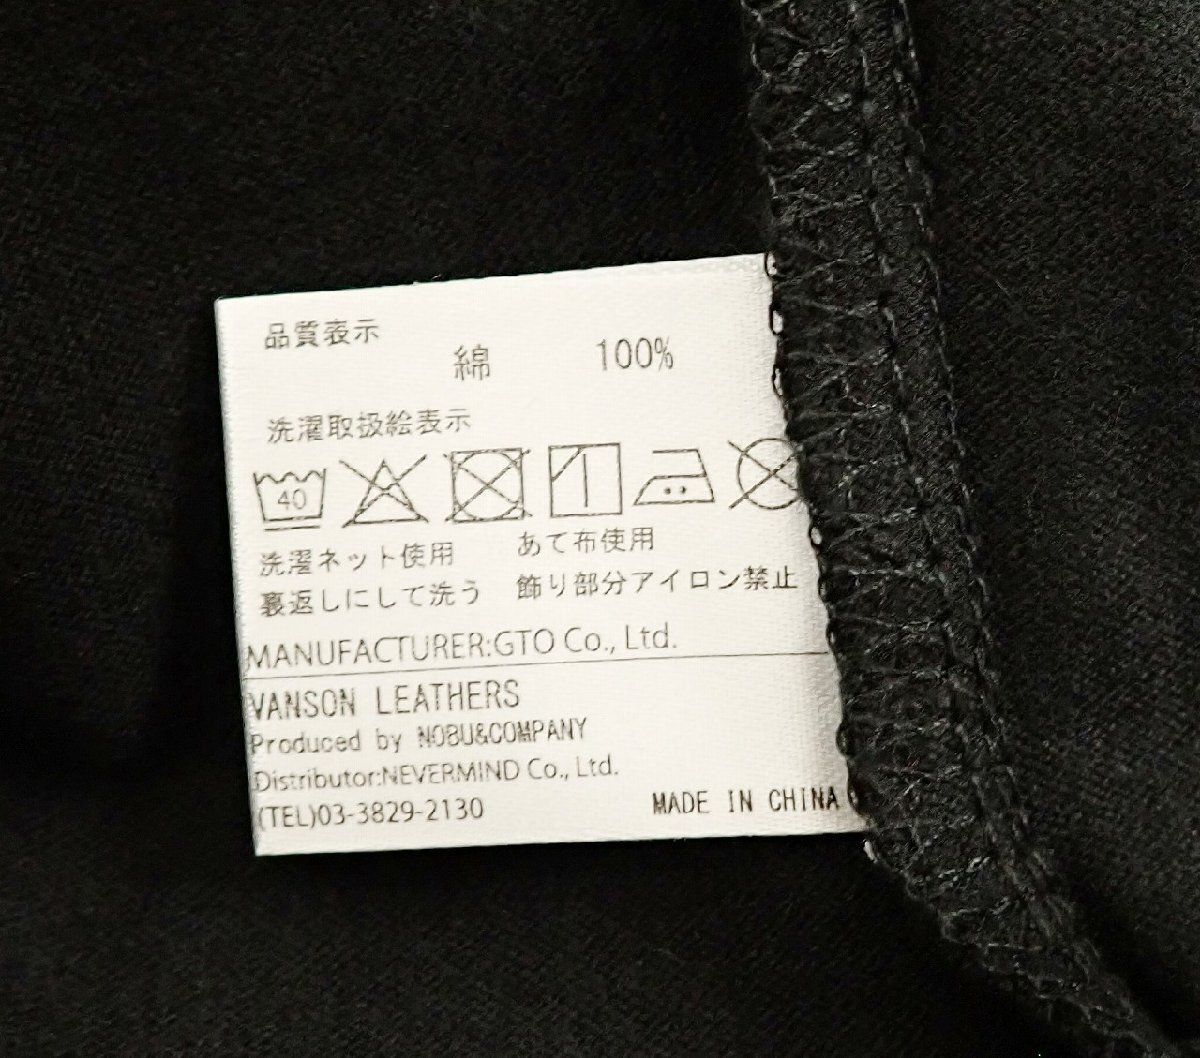 品質表示
綿 100%
洗濯取扱絵表示
40
洗濯ネット使用 あて布使用
裏返しにして洗う 飾り部分アイロン禁止
MANUFACTURER:GTO Co., Ltd.
VANSON LEATHERS
Produced by NOBU&COMPANY
Distributor:NEVERMIND Co., Ltd.
(TEL)03-3829-2130 MADE IN CHINA